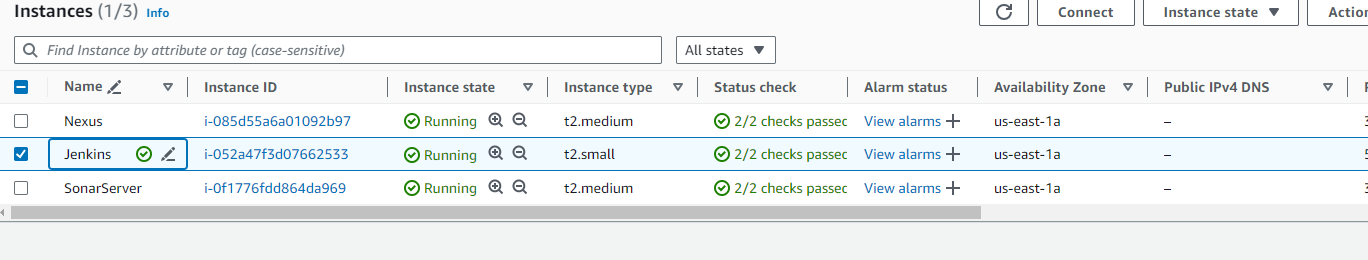 Instances (1/3) Info
Connect Instance state Actio
Find Instance by attribute or tag (case-sensitive) All states
Name Instance ID Instance state Instance type Status check Alarm status Availability Zone Public IPv4 DNS
Nexus i-085d55a6a01092b97 Running t2.medium 2/2 checks passec View alarms + us-east-1a –
Jenkins i-052a47f3d07662533 Running t2.small 2/2 checks passec View alarms + us-east-1a –
SonarServer i-0f1776fdd864da969 Running t2.medium 2/2 checks passec View alarms + us-east-1a –